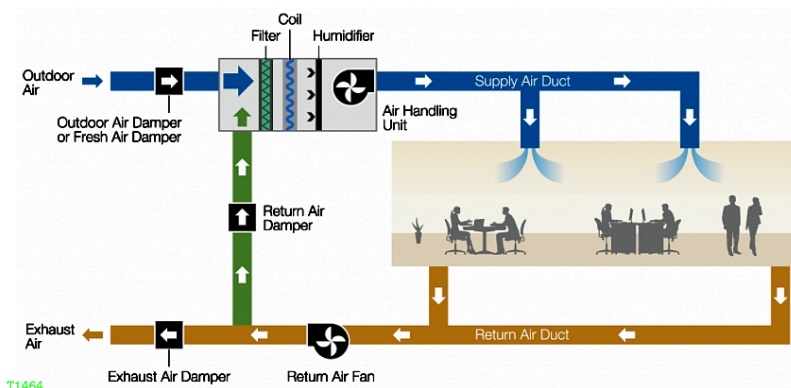 Coil
Filter
Humidifier
Outdoor
Air
Supply Air Duct
Outdoor Air Damper
or Fresh Air Damper
Air Handling
Unit
Return Air
Damper
Exhaust
Air
Return Air Duct
Exhaust Air Damper
Return Air Fan
T1464